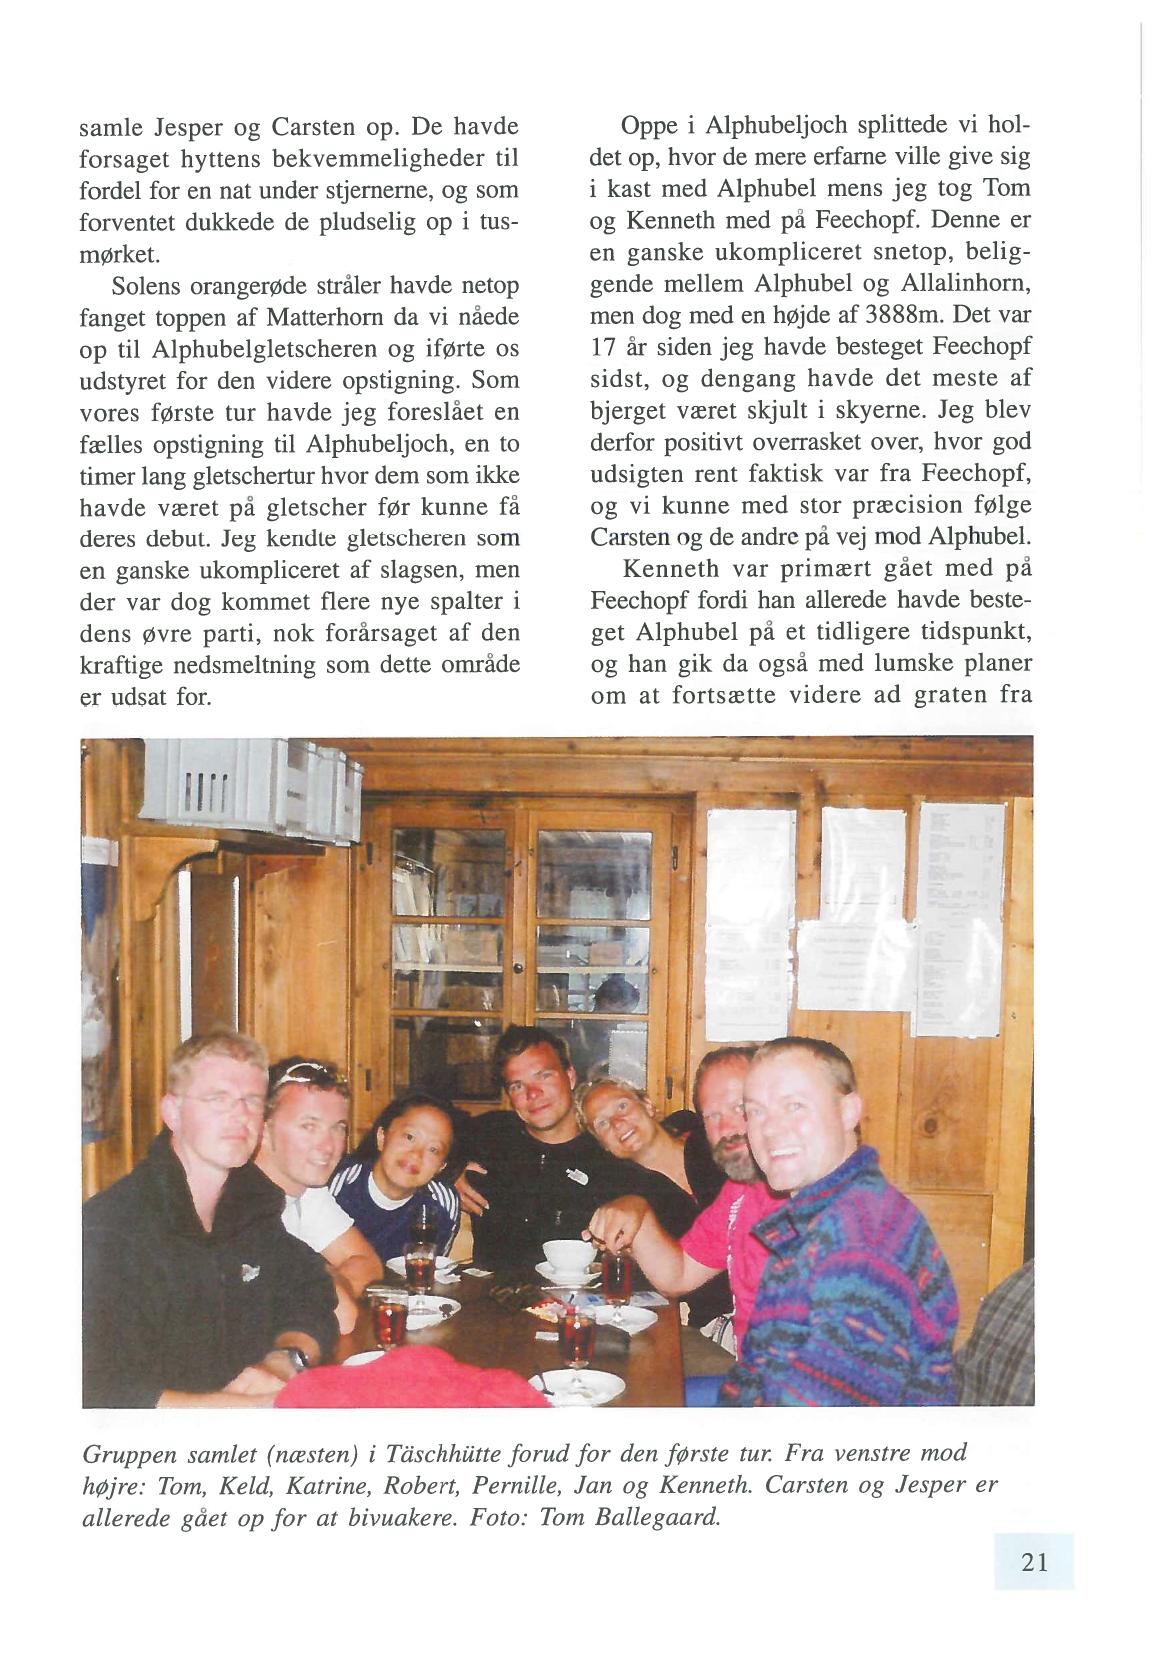 samle Jesper og Carsten op. De havde
forsaget hyttens bekvemmeligheder til
fordel for en nat under stjernerne, og som
forventet dukkede de pludselig op i tus-
mørket.
Solens orangerøde stråler havde netop
fanget toppen af Matterhorn da vi nåede
op til Alphubelgletscheren og iførte os
udstyret for den videre opstigning. Som
vores første tur havde jeg foreslået en
fælles opstigning til Alphubeljoch, en to
timer lang gletschertur hvor dem som ikke
havde været på gletscher før kunne få
deres debut. Jeg kendte gletscheren som
en ganske ukompliceret af slagsen, men
der var dog kommet flere nye spalter i
dens øvre parti, nok forårsaget af den
kraftige nedsmeltning som dette område
er udsat for.
Oppe i Alphubeljoch splittede vi hol-
det op, hvor de mere erfarne ville give sig
i kast med Alphubel mens jeg tog Tom
og Kenneth med på Feechopf. Denne er
en ganske ukompliceret snetop, belig-
gende mellem Alphubel og Allalinhorn,
men dog med en højde af 3888m. Det var
17 år siden jeg havde besteget Feechopf
sidst, og dengang havde det meste af
bjerget været skjult i skyerne. Jeg blev
derfor positivt overrasket over, hvor god
udsigten rent faktisk var fra Feechopf,
og vi kunne med stor præcision følge
Carsten og de andre på vej mod Alphubel.
Kenneth var primært gået med på
Feechopf fordi han allerede havde beste-
get Alphubel på et tidligere tidspunkt,
og han gik da også med lumske planer
om at fortsætte videre ad graten fra
Gruppen samlet (næsten) i Täschhütte forud for den første tur. Fra venstre mod
højre: Tom, Keld, Katrine, Robert, Pernille, Jan og Kenneth. Carsten og Jesper er
allerede gået op for at bivuakere. Foto: Tom Ballegaard.
21